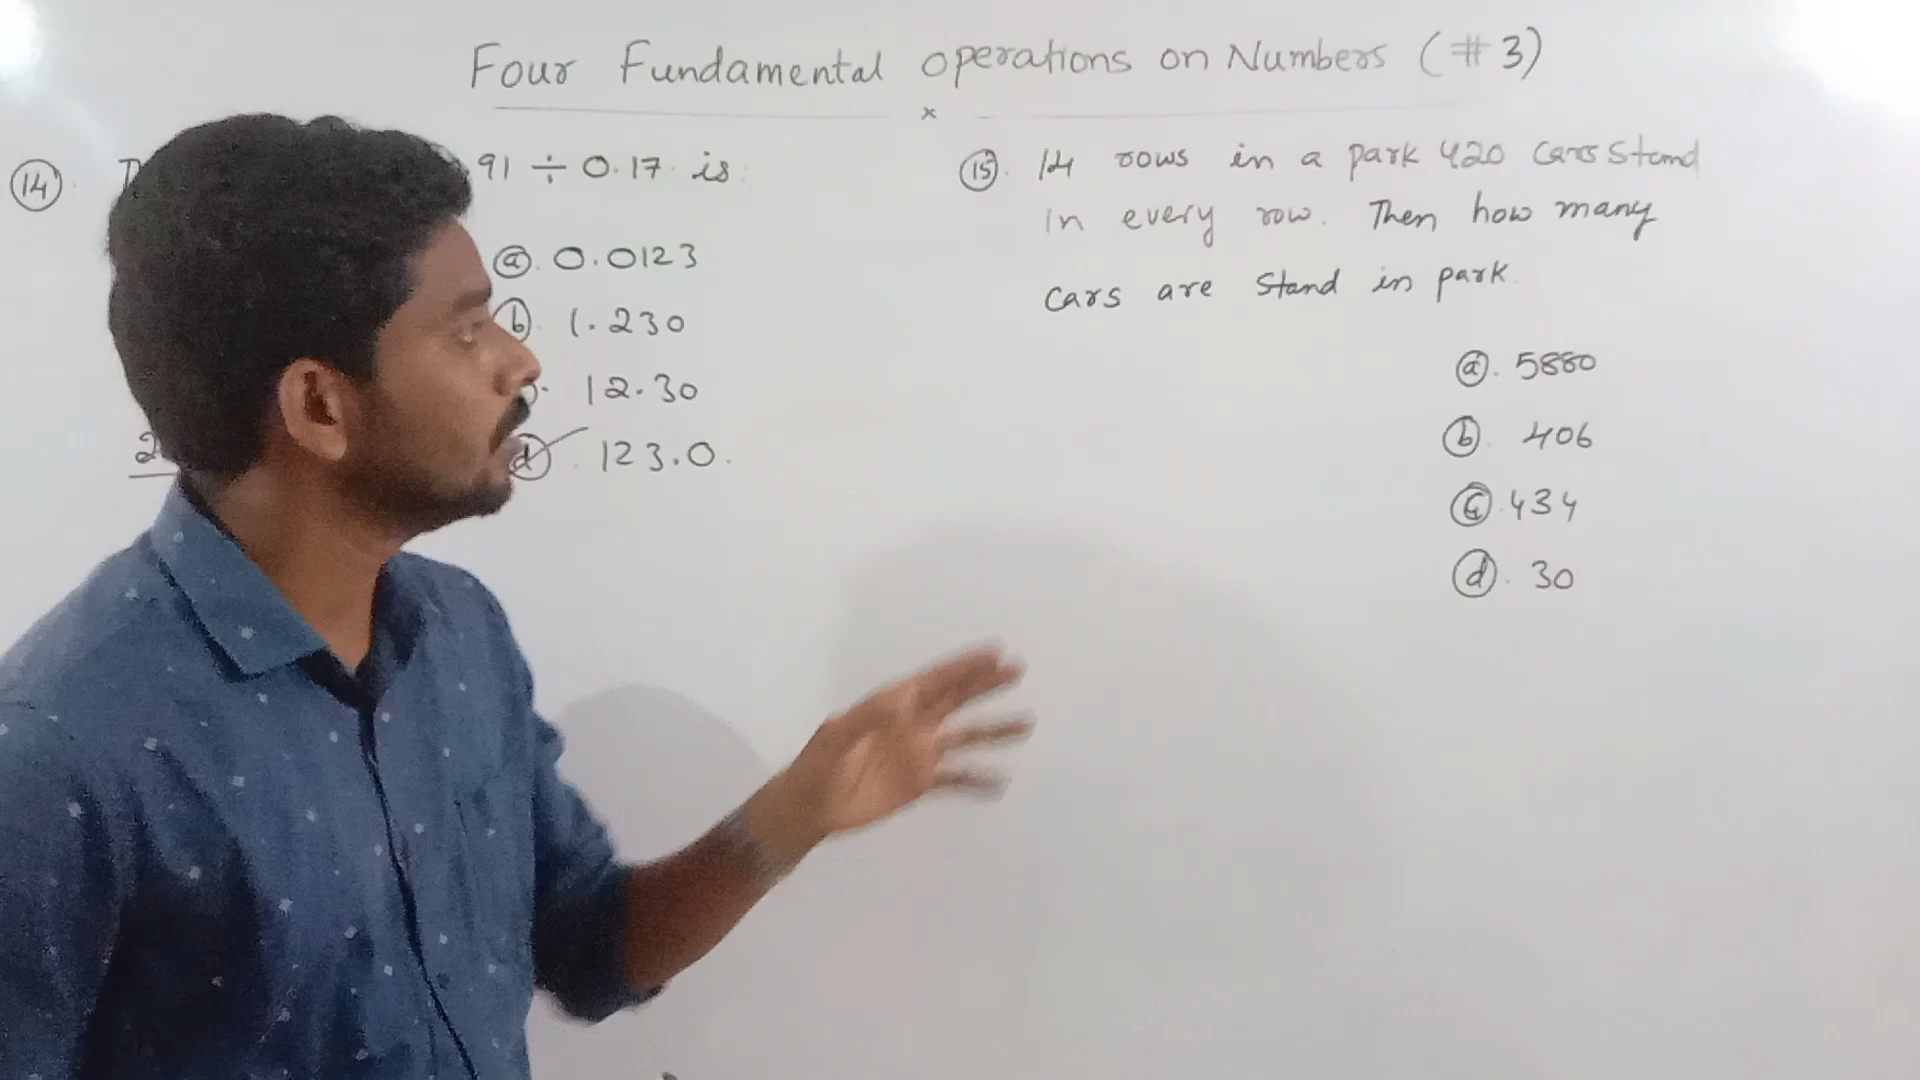 Four Fundamental operations on Numbers (#3)
x
14. 91 ÷ 0.17 is
a. 0.0123
b. 1.230
12.30
d. 123.0.
2
15. 14 rows in a park 420 cars stand
in every row. Then how many
cars are stand in park.
a. 5880
b. 406
c. 434
d. 30